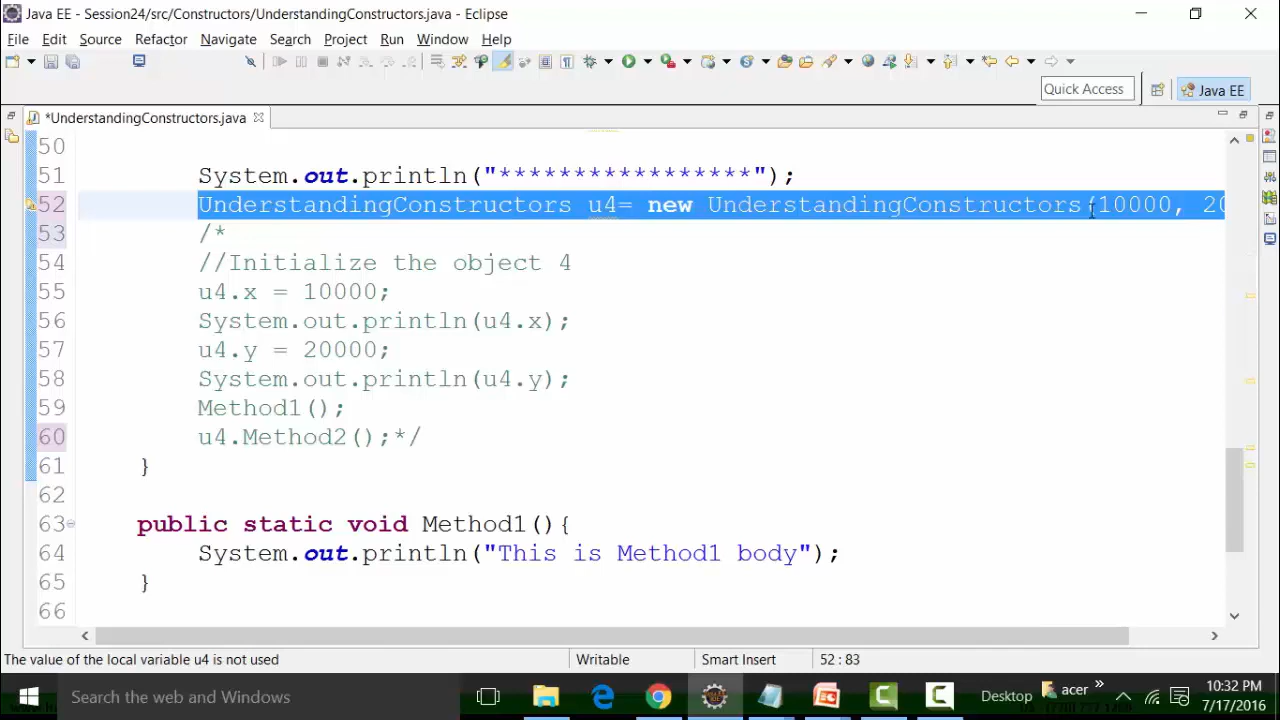 Java EE - Session24/src/Constructors/UnderstandingConstructors.java - Eclipse
File Edit Source Refactor Navigate Search Project Run Window Help
Quick Access
Java EE
*UnderstandingConstructors.java
50
51 System.out.println("*****************");
52 UnderstandingConstructors u4= new UnderstandingConstructors(10000, 20
53 /*
54 //Initialize the object 4
55 u4.x = 10000;
56 System.out.println(u4.x);
57 u4.y = 20000;
58 System.out.println(u4.y);
59 Method1();
60 u4.Method2();*/
61 }
62
63 public static void Method1(){
64 System.out.println("This is Method1 body");
65 }
66
The value of the local variable u4 is not used Writable Smart Insert 52 : 83
Search the web and Windows Desktop acer 10:32 PM
7/17/2016